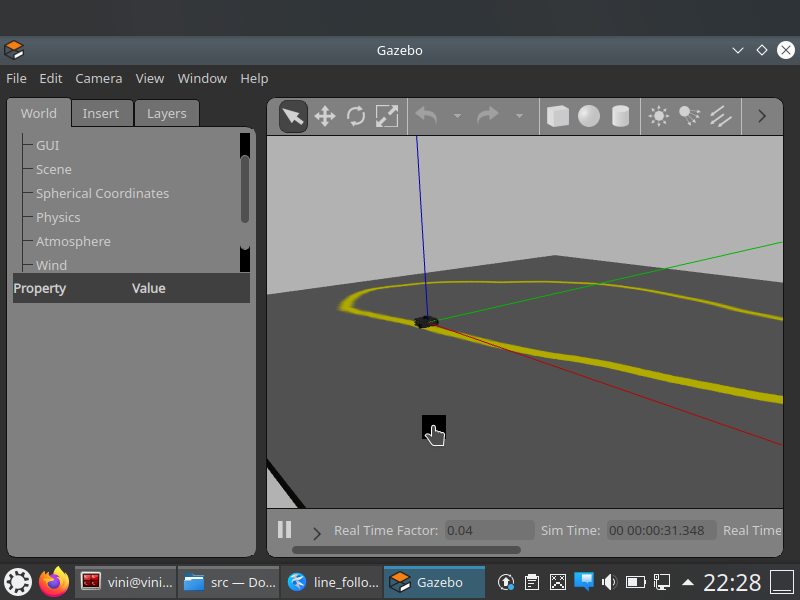 Gazebo
File Edit Camera View Window Help
World Insert Layers
GUI
Scene
Spherical Coordinates
Physics
Atmosphere
Wind
Property Value
Real Time Factor: 0.04 Sim Time: 00 00:00:31.348 Real Time
vini@vini... src — Do... line_follo... Gazebo 22:28